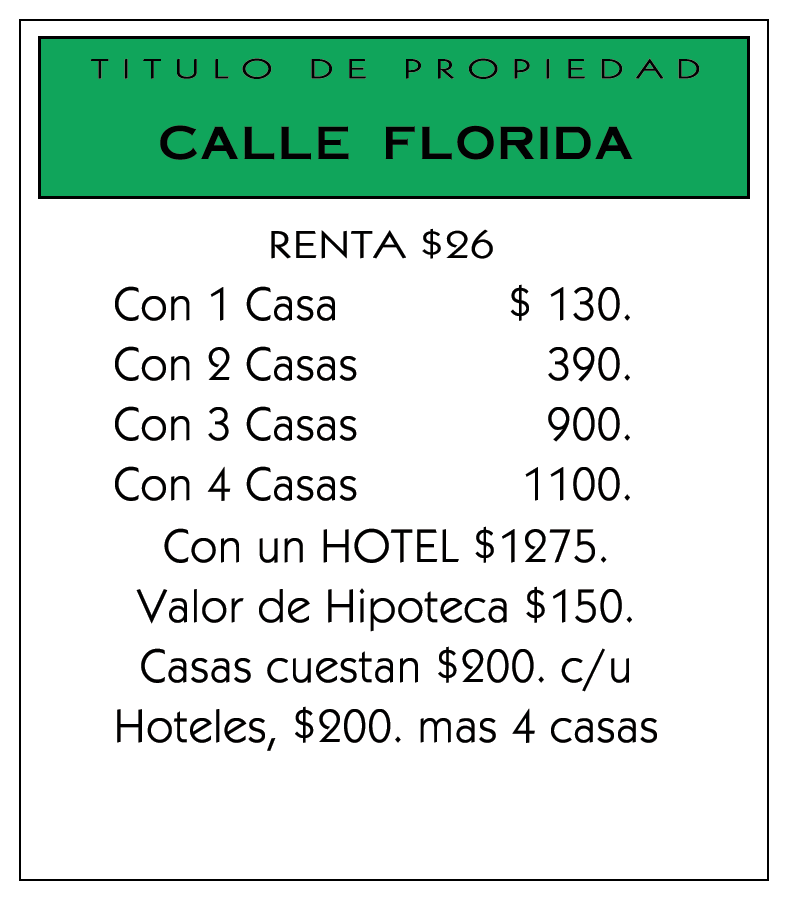 TITULO DE PROPIEDAD
CALLE FLORIDA
RENTA $26
Con 1 Casa $ 130.
Con 2 Casas 390.
Con 3 Casas 900.
Con 4 Casas 1100.
Con un HOTEL $1275.
Valor de Hipoteca $150.
Casas cuestan $200. c/u
Hoteles, $200. mas 4 casas